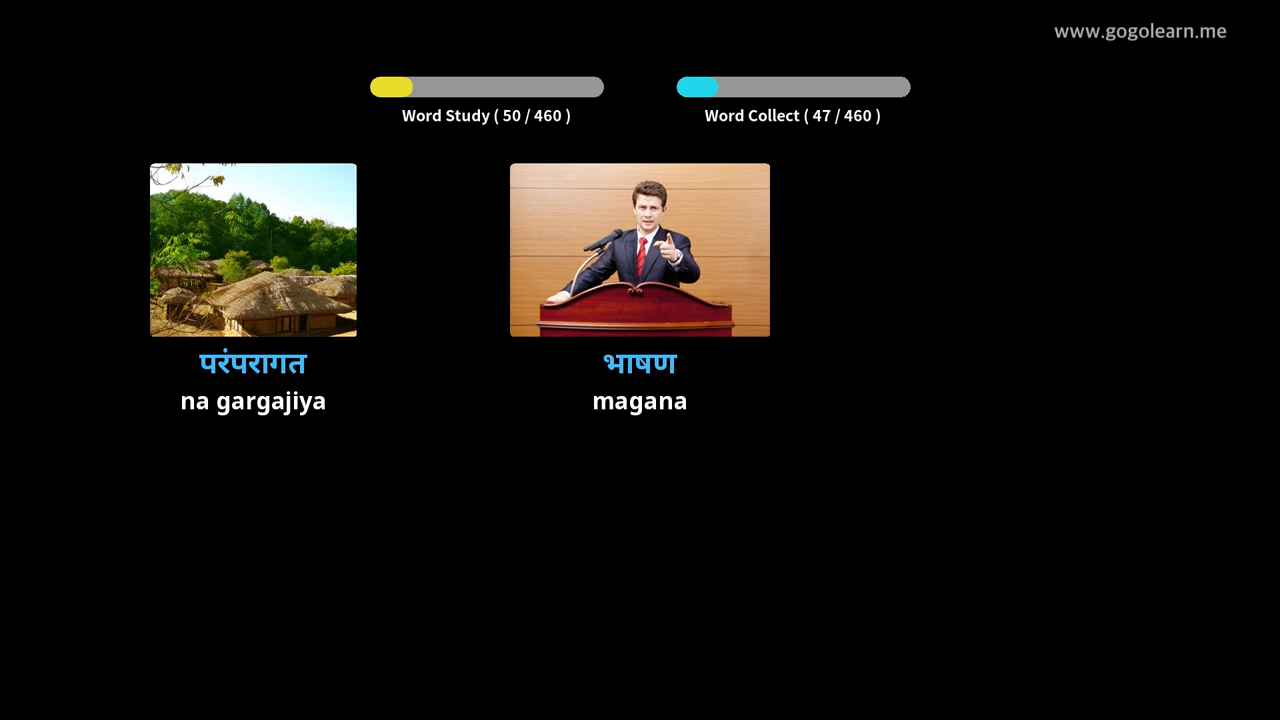 www.gogolearn.me
Word Study ( 50 / 460 )
Word Collect ( 47 / 460 )
परंपरागत
na gargajiya
भाषण
magana